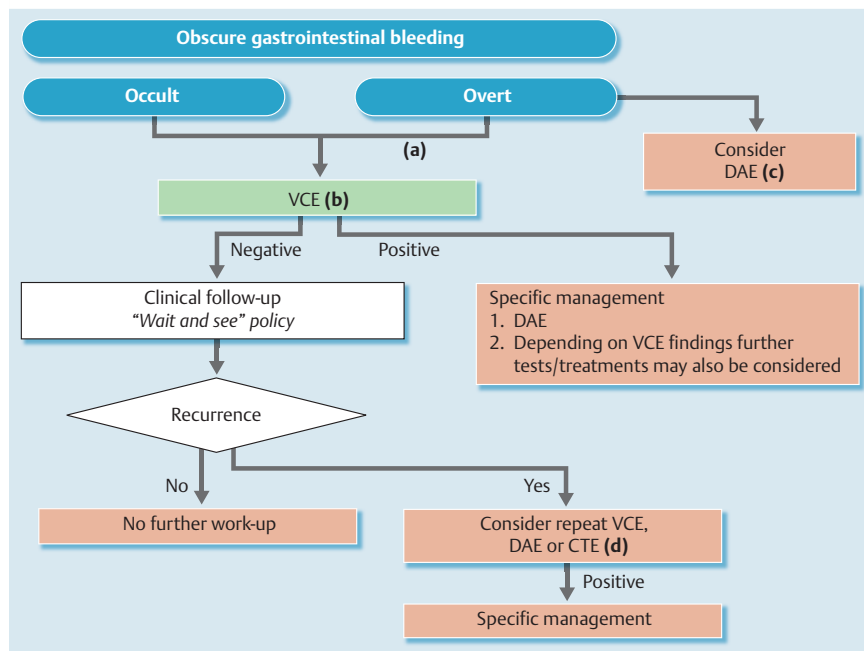 Obscure gastrointestinal bleeding
Occult
Overt
(a)
Consider
DAE (c)
VCE (b)
Negative
Positive
Clinical follow-up
“Wait and see” policy
Specific management
1. DAE
2. Depending on VCE findings further
tests/treatments may also be considered
Recurrence
No
Yes
No further work-up
Consider repeat VCE,
DAE or CTE (d)
Positive
Specific management